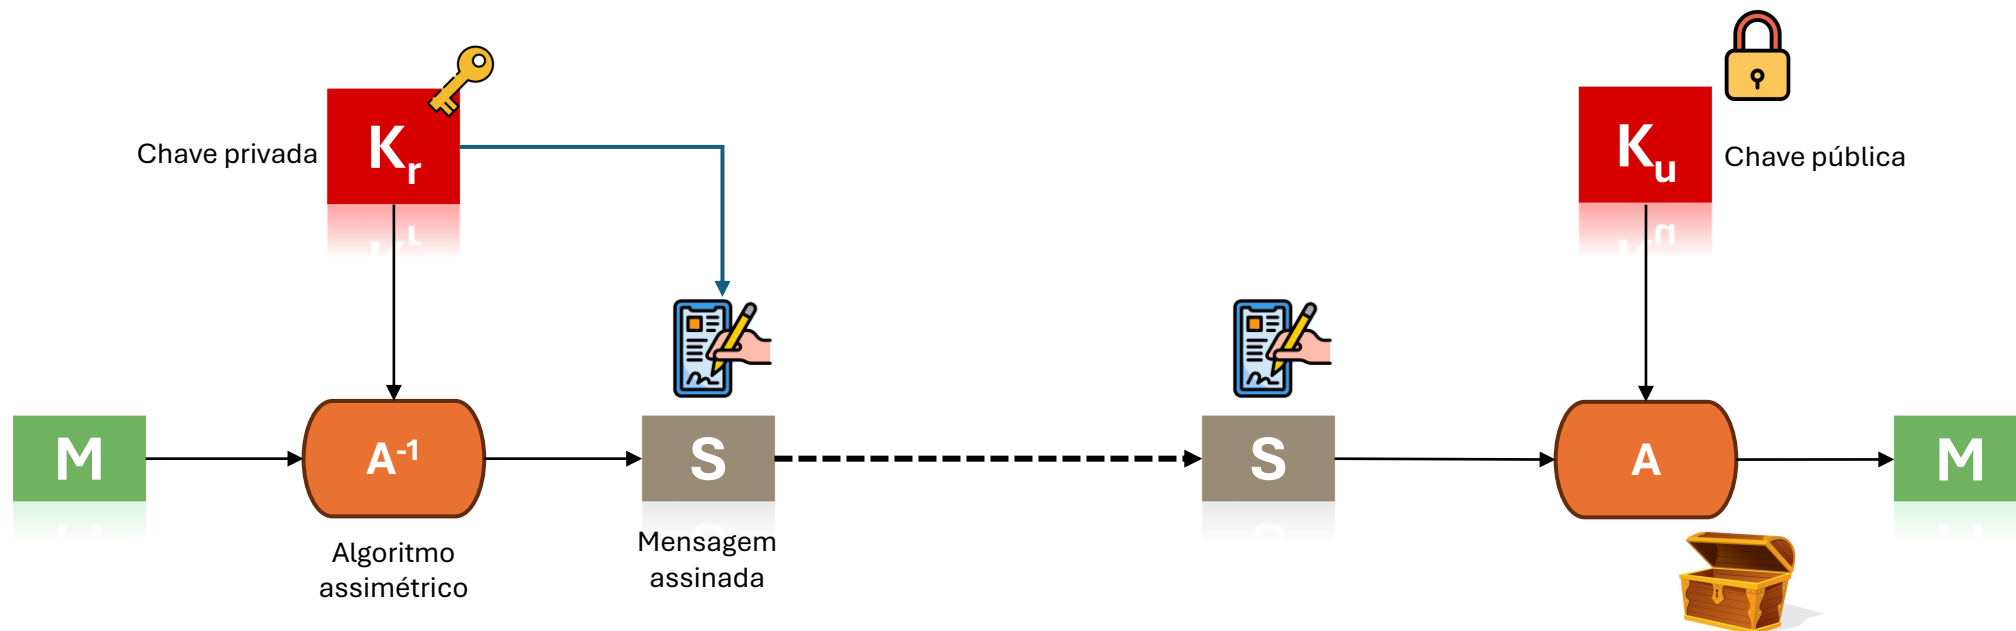 Chave privada
Kr
Ku
Chave pública
M
A-1
S
S
A
M
Algoritmo
assimétrico
Mensagem
assinada